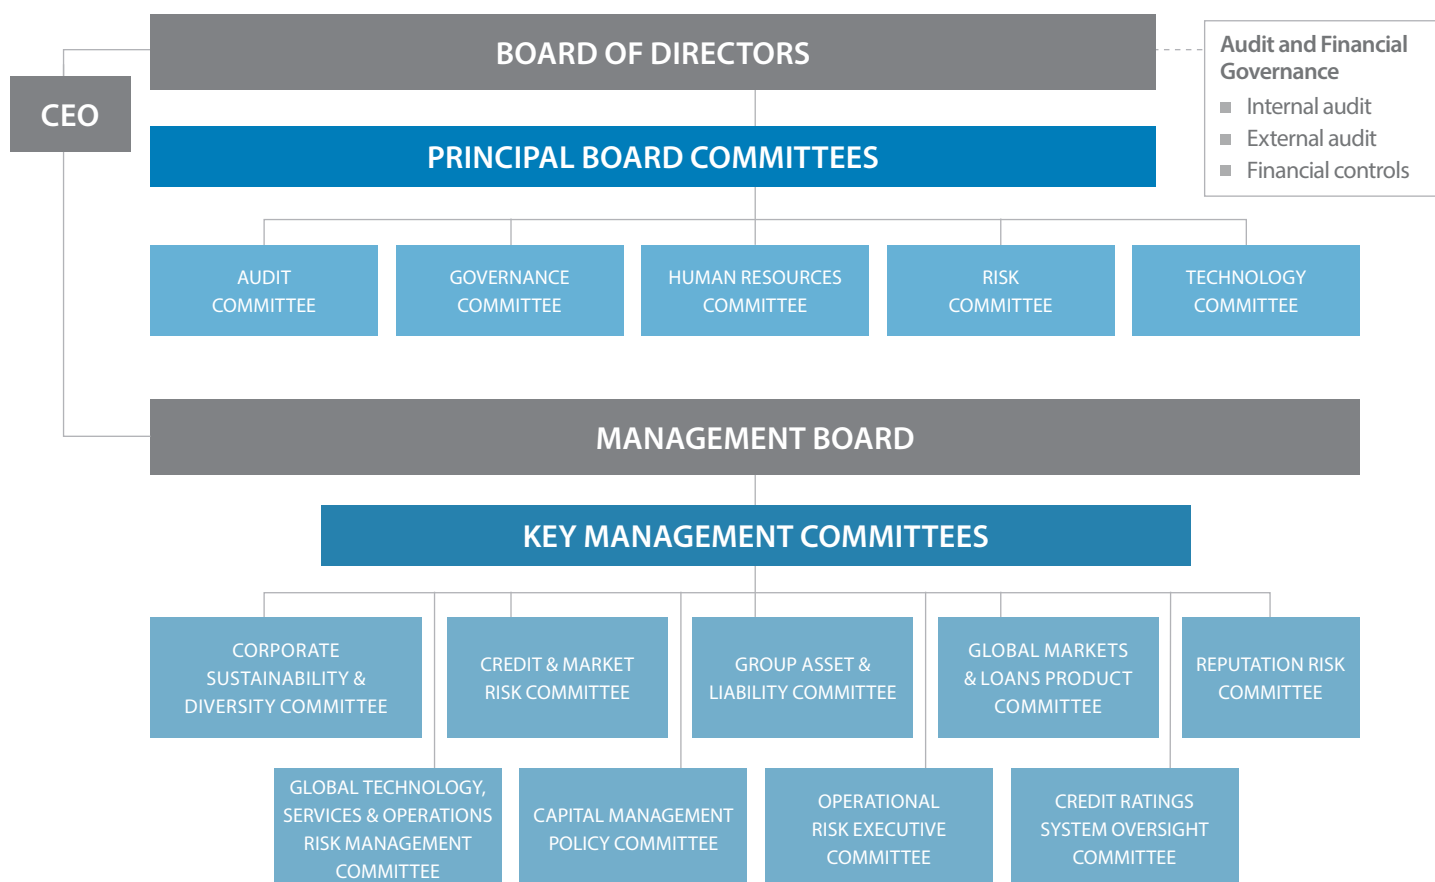 BOARD OF DIRECTORS
Audit and Financial
Governance
Internal audit
External audit
Financial controls
CEO
PRINCIPAL BOARD COMMITTEES
AUDIT
COMMITTEE
GOVERNANCE
COMMITTEE
HUMAN RESOURCES
COMMITTEE
RISK
COMMITTEE
TECHNOLOGY
COMMITTEE
MANAGEMENT BOARD
KEY MANAGEMENT COMMITTEES
CORPORATE
SUSTAINABILITY &
DIVERSITY COMMITTEE
CREDIT & MARKET
RISK COMMITTEE
GROUP ASSET &
LIABILITY COMMITTEE
GLOBAL MARKETS
& LOANS PRODUCT
COMMITTEE
REPUTATION RISK
COMMITTEE
GLOBAL TECHNOLOGY,
SERVICES & OPERATIONS
RISK MANAGEMENT
COMMITTEE
CAPITAL MANAGEMENT
POLICY COMMITTEE
OPERATIONAL
RISK EXECUTIVE
COMMITTEE
CREDIT RATINGS
SYSTEM OVERSIGHT
COMMITTEE